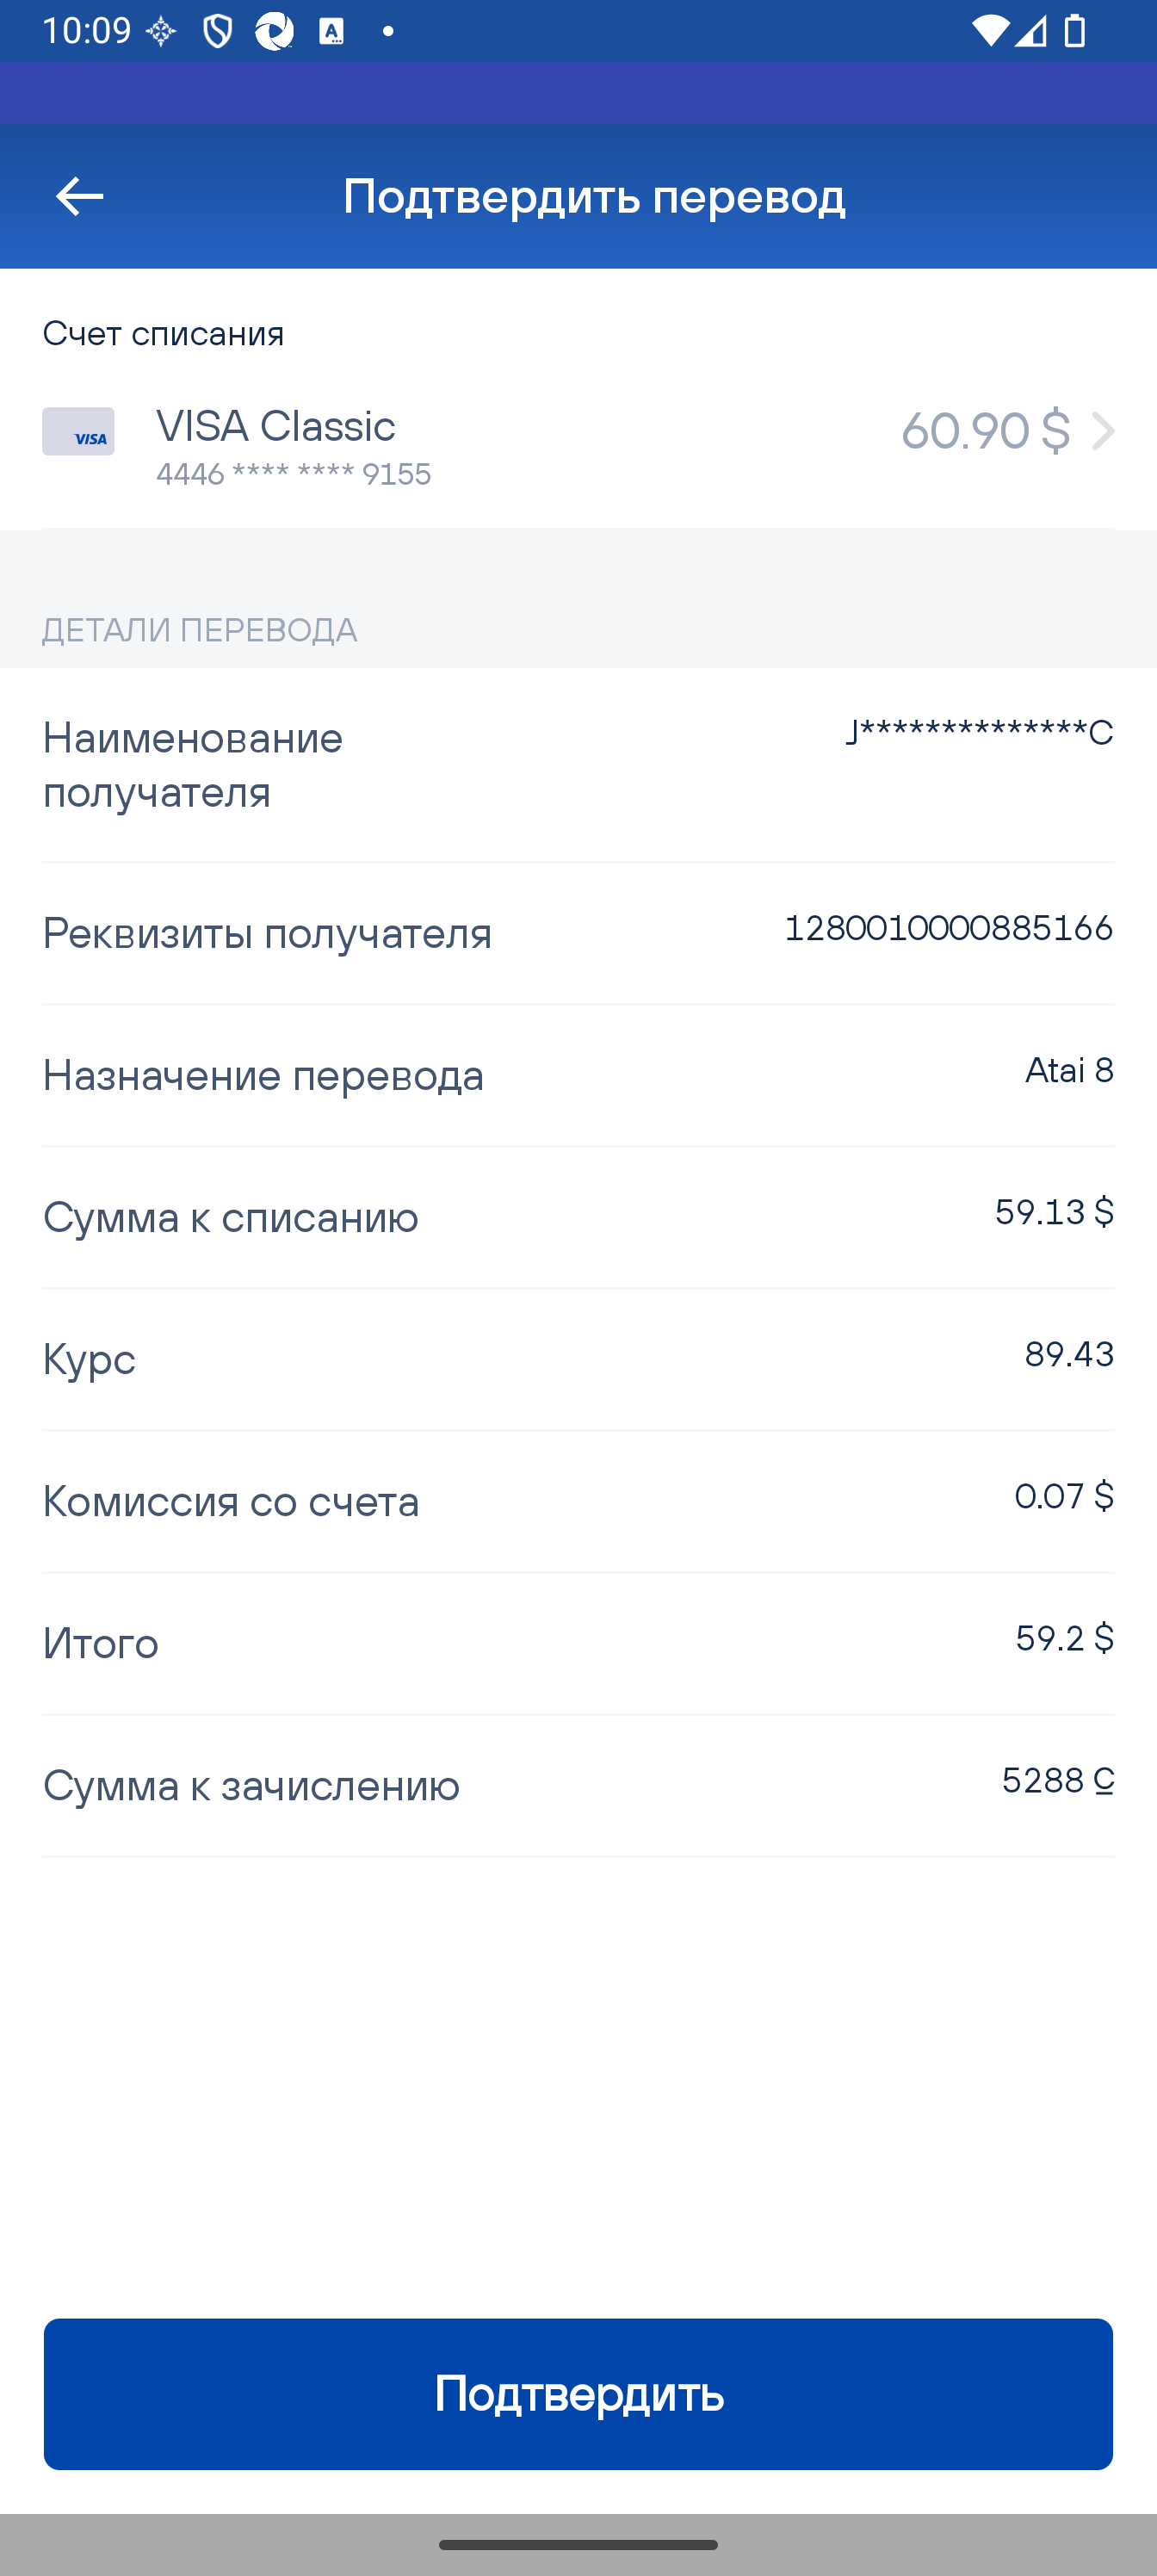 10:09
Подтвердить перевод
Счет списания
VISA
VISA Classic
60.90 $
4446 **** **** 9155
ДЕТАЛИ ПЕРЕВОДА
Наименование получателя
J**************C
Реквизиты получателя
1280010000885166
Назначение перевода
Atai 8
Сумма к списанию
59.13 $
Курс
89.43
Комиссия со счета
0.07 $
Итого
59.2 $
Сумма к зачислению
5288 С̲
Подтвердить